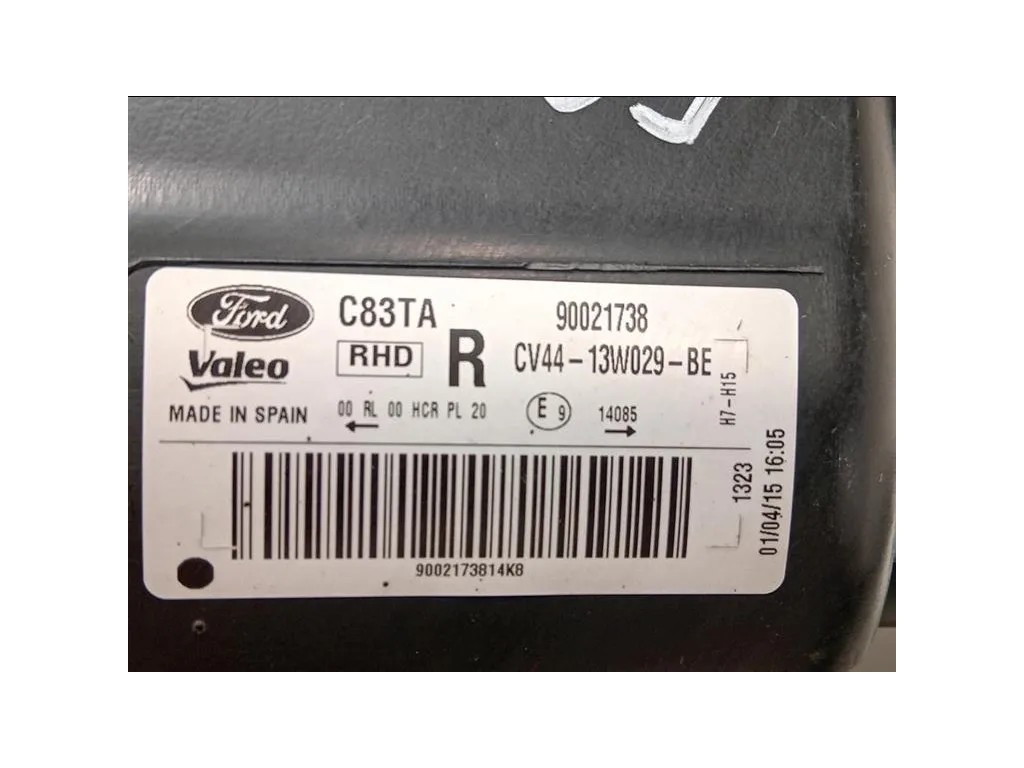 Ford
C83TA
90021738
Valeo
RHD
R
CV44-13W029-BE
MADE IN SPAIN
00 RL 00 HCR PL 20
E 9
14085
H7-H15
1323
01/04/15 16:05
9002173814K8